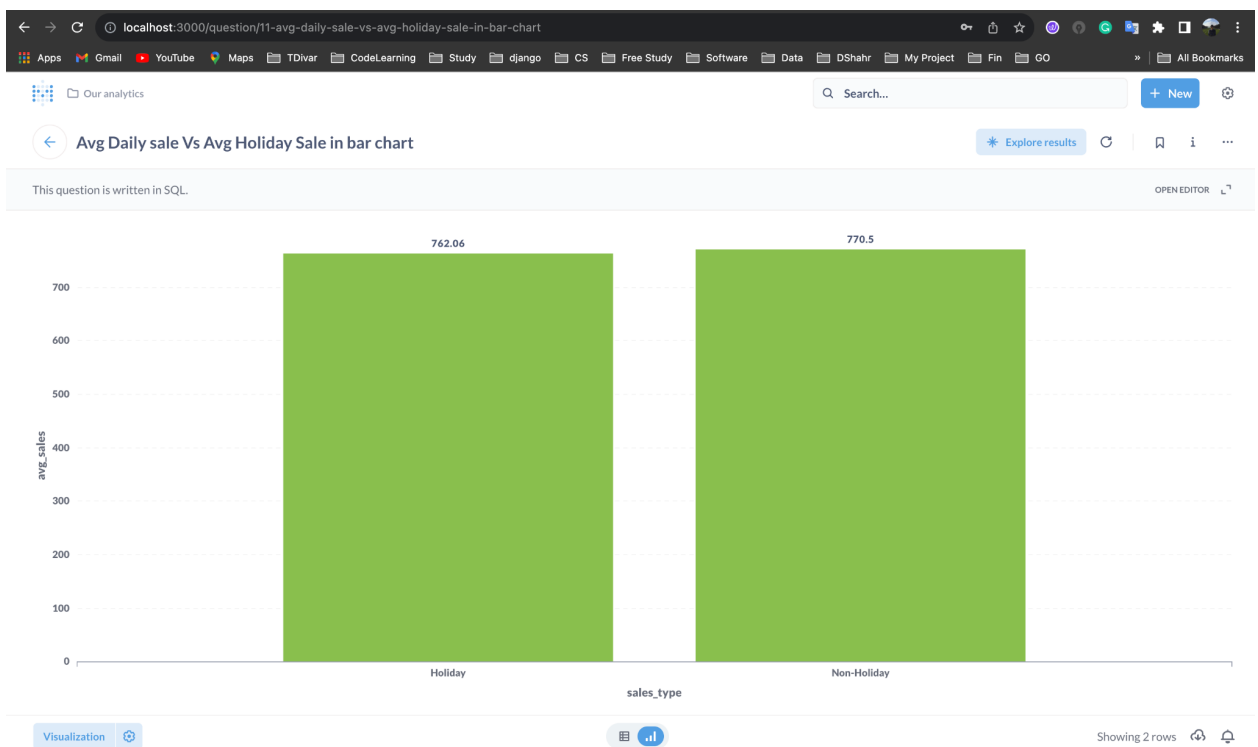 localhost:3000/question/11-avg-daily-sale-vs-avg-holiday-sale-in-bar-chart
Apps Gmail YouTube Maps TDivar CodeLearning Study django CS Free Study Software Data DShahr My Project Fin GO » All Bookmarks
Our analytics Search... + New
Avg Daily sale Vs Avg Holiday Sale in bar chart Explore results
This question is written in SQL. OPEN EDITOR
762.06 770.5
700
600
500
400
300
200
100
0
avg_sales
Holiday Non-Holiday
sales_type
Visualization Showing 2 rows